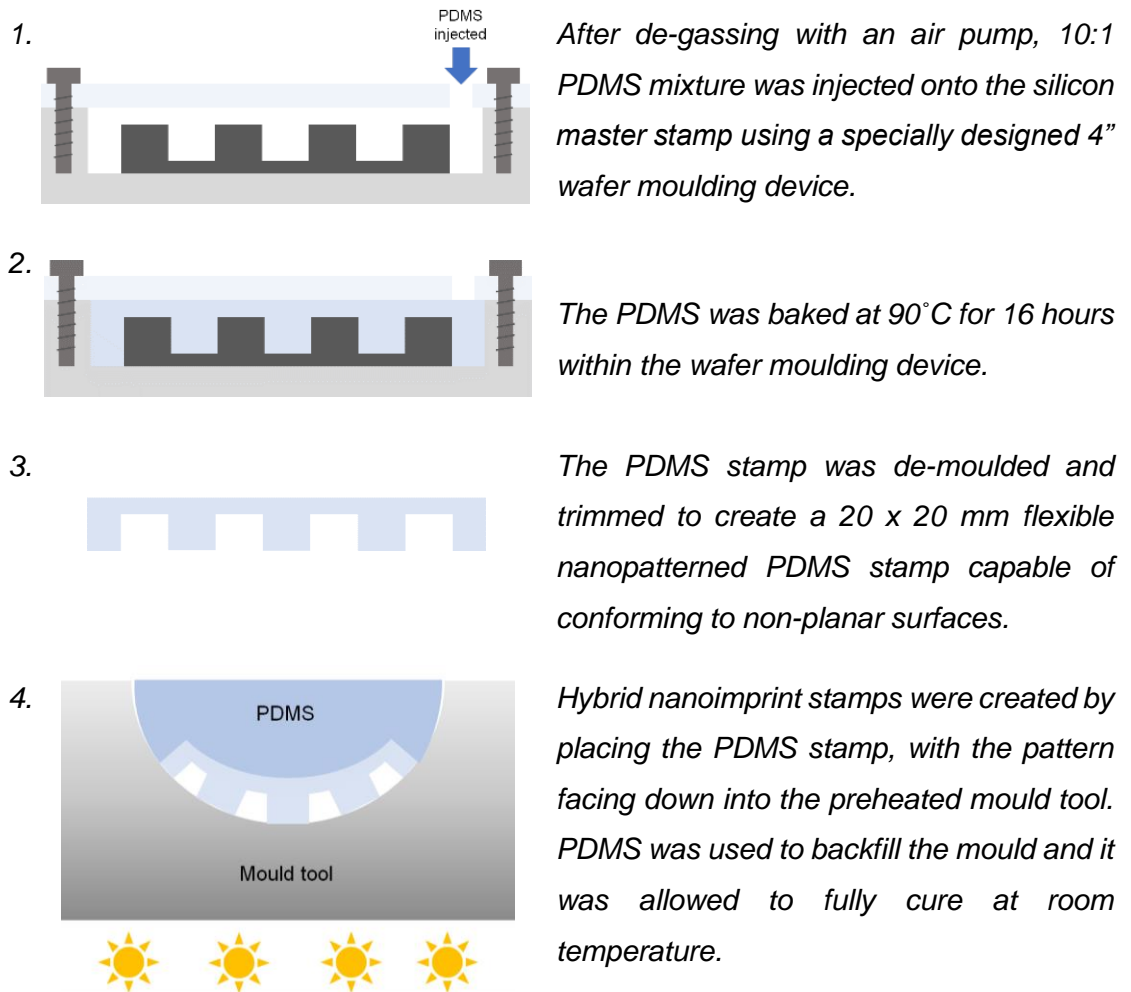 1.
PDMS
injected
After de-gassing with an air pump, 10:1
PDMS mixture was injected onto the silicon
master stamp using a specially designed 4”
wafer moulding device.
2.
The PDMS was baked at 90˚C for 16 hours
within the wafer moulding device.
3.
The PDMS stamp was de-moulded and
trimmed to create a 20 x 20 mm flexible
nanopatterned PDMS stamp capable of
conforming to non-planar surfaces.
4.
PDMS
Mould tool
Hybrid nanoimprint stamps were created by
placing the PDMS stamp, with the pattern
facing down into the preheated mould tool.
PDMS was used to backfill the mould and it
was allowed to fully cure at room
temperature.